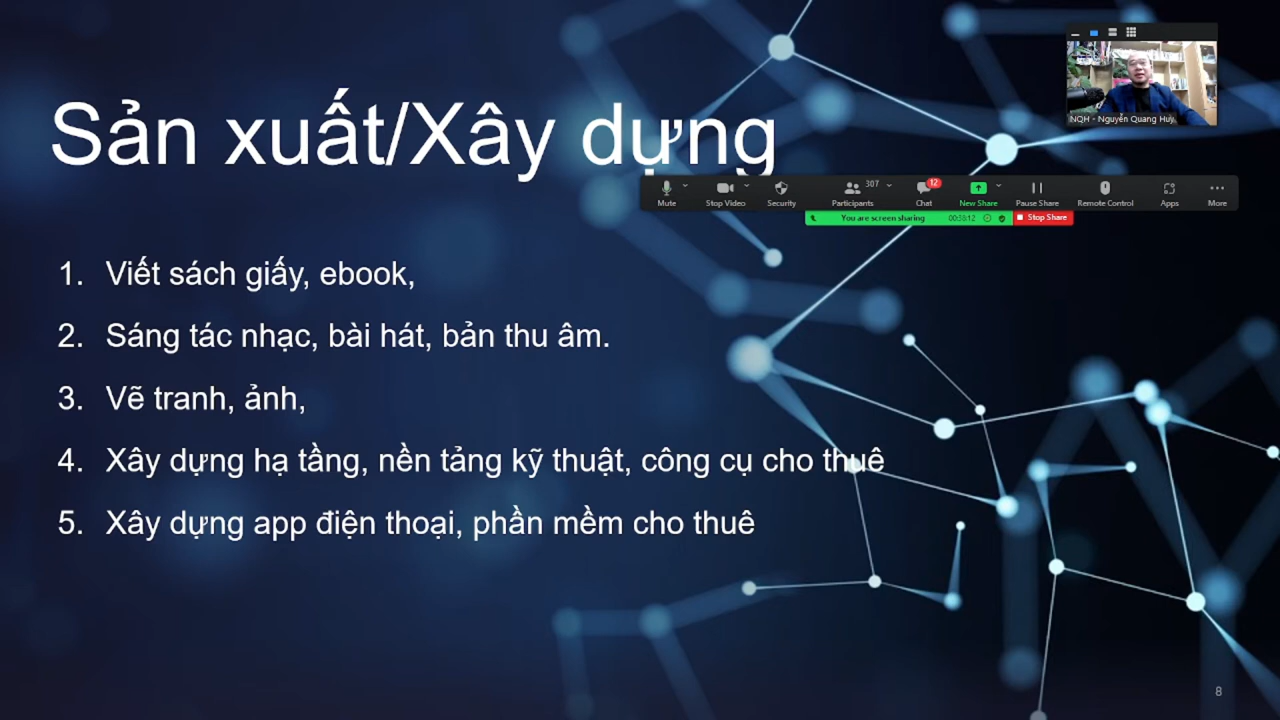 Sản xuất/Xây dựng
NQH - Nguyễn Quang Huy
Mute
Stop Video
Security
Participants
307
Chat
12
New Share
Pause Share
Remote Control
Apps
More
You are screen sharing
00:38:12
Stop Share
1. Viết sách giấy, ebook,
2. Sáng tác nhạc, bài hát, bản thu âm.
3. Vẽ tranh, ảnh,
4. Xây dựng hạ tầng, nền tảng kỹ thuật, công cụ cho thuê
5. Xây dựng app điện thoại, phần mềm cho thuê
8